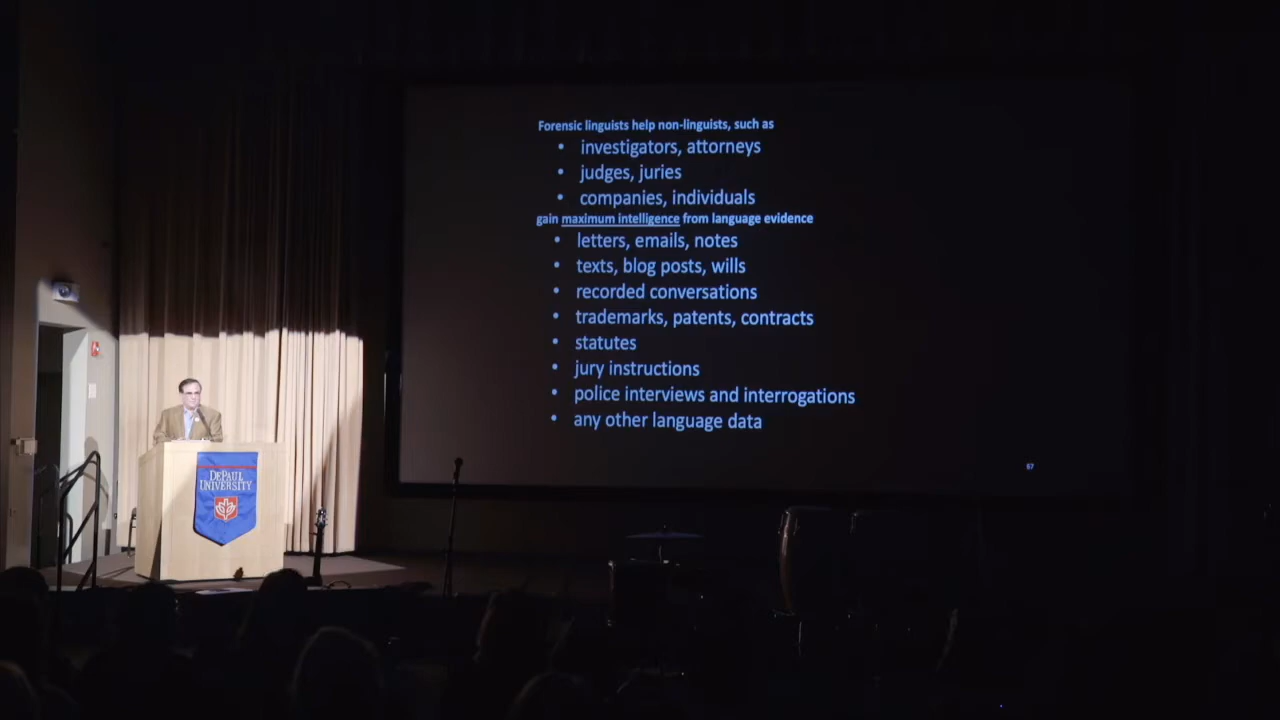 Forensic linguists help non-linguists, such as
• investigators, attorneys
• judges, juries
• companies, individuals
gain maximum intelligence from language evidence
• letters, emails, notes
• texts, blog posts, wills
• recorded conversations
• trademarks, patents, contracts
• statutes
• jury instructions
• police interviews and interrogations
• any other language data
67
DEPAUL
UNIVERSITY